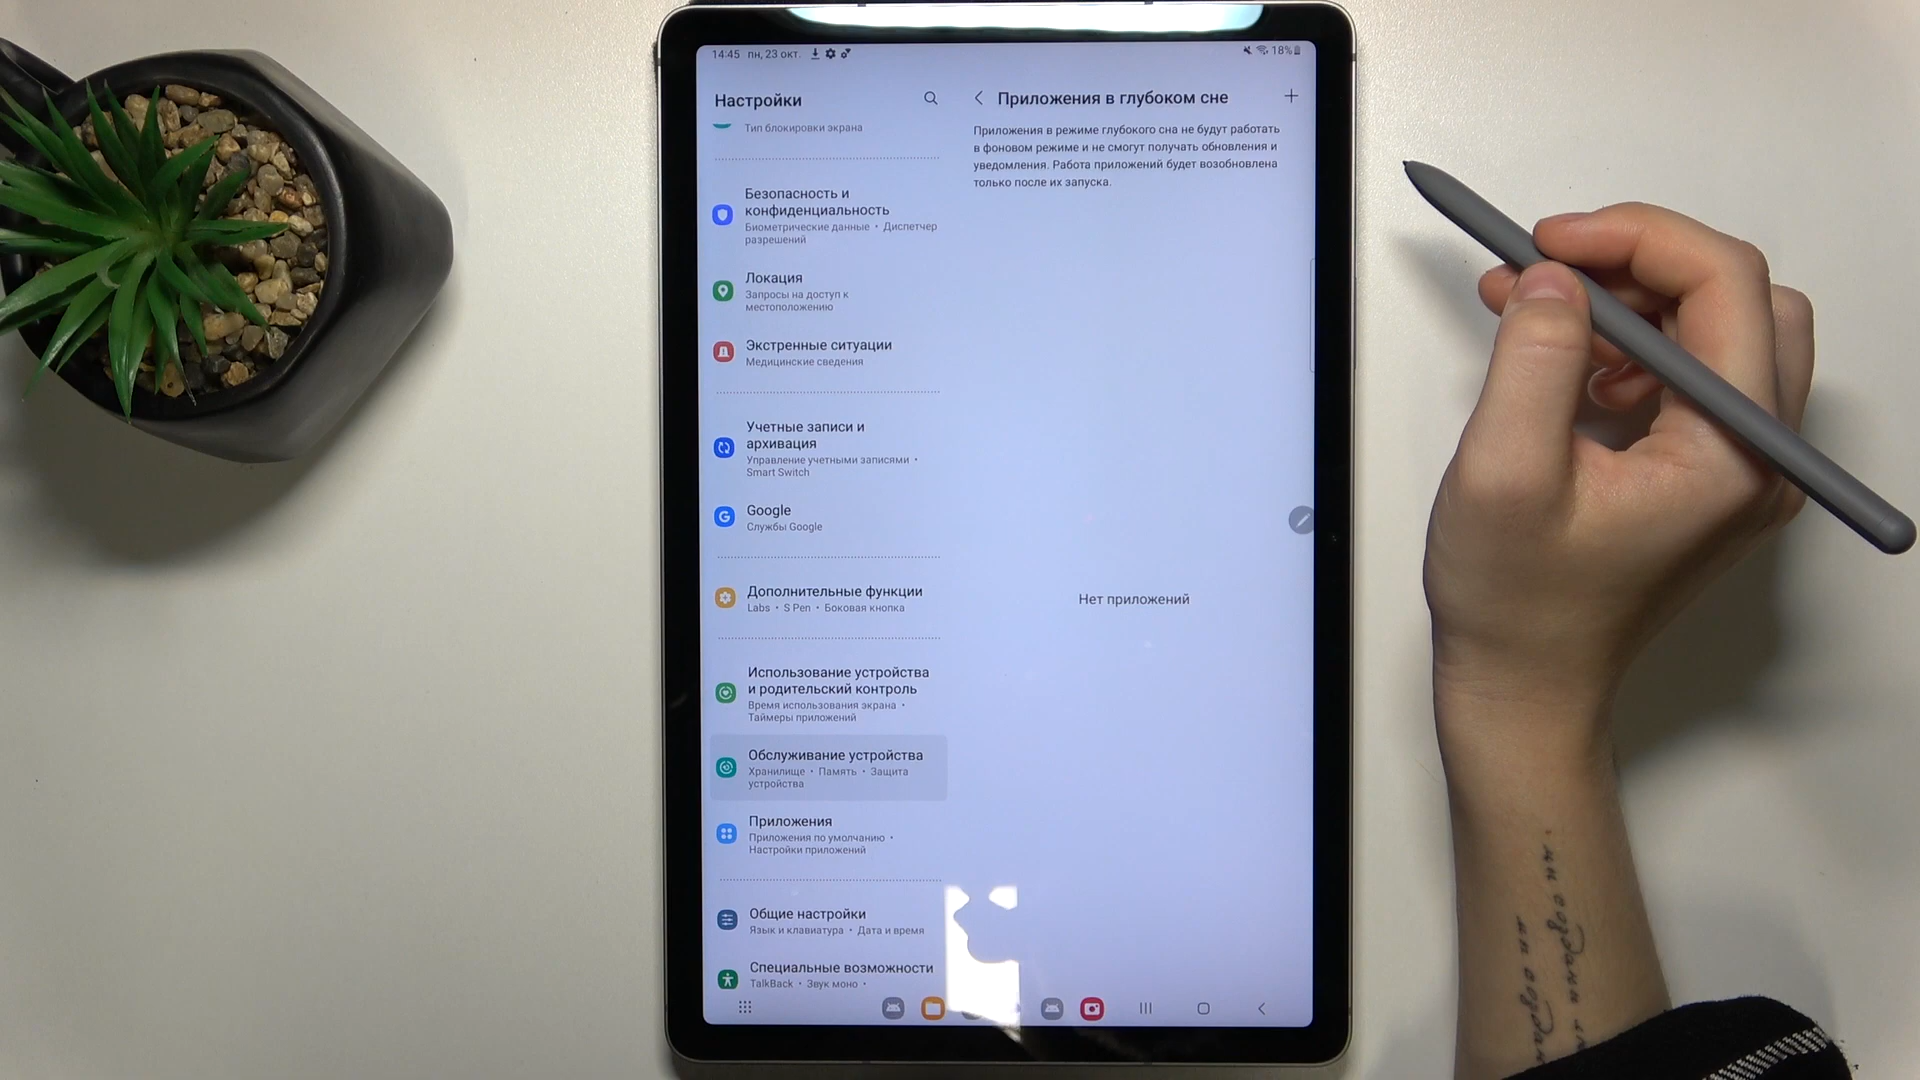 14:45 пн, 23 окт.
18%
Настройки
Тип блокировки экрана
Безопасность и
конфиденциальность
Биометрические данные • Диспетчер
разрешений
Локация
Запросы на доступ к
местоположению
Экстренные ситуации
Медицинские сведения
Учетные записи и
архивация
Управление учетными записями •
Smart Switch
Google
Службы Google
Дополнительные функции
Labs • S Pen • Боковая кнопка
Использование устройства
и родительский контроль
Время использования экрана •
Таймеры приложений
Обслуживание устройства
Хранилище • Память • Защита
устройства
Приложения
Приложения по умолчанию •
Настройки приложений
Общие настройки
Язык и клавиатура • Дата и время
Специальные возможности
TalkBack • Звук моно •
Приложения в глубоком сне
Приложения в режиме глубокого сна не будут работать
в фоновом режиме и не смогут получать обновления и
уведомления. Работа приложений будет возобновлена
только после их запуска.
Нет приложений